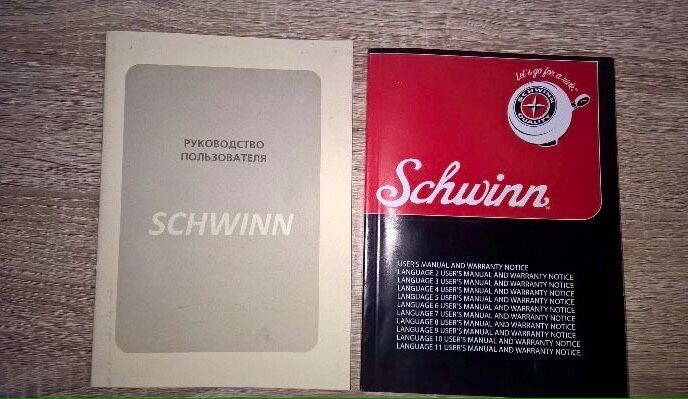 РУКОВОДСТВО
ПОЛЬЗОВАТЕЛЯ
SCHWINN
Let's go for a ride.
SCHWINN
QUALITY
Schwinn
USER'S MANUAL AND WARRANTY NOTICE
LANGUAGE 2 USER'S MANUAL AND WARRANTY NOTICE
LANGUAGE 3 USER'S MANUAL AND WARRANTY NOTICE
LANGUAGE 4 USER'S MANUAL AND WARRANTY NOTICE
LANGUAGE 5 USER'S MANUAL AND WARRANTY NOTICE
LANGUAGE 6 USER'S MANUAL AND WARRANTY NOTICE
LANGUAGE 7 USER'S MANUAL AND WARRANTY NOTICE
LANGUAGE 8 USER'S MANUAL AND WARRANTY NOTICE
LANGUAGE 9 USER'S MANUAL AND WARRANTY NOTICE
LANGUAGE 10 USER'S MANUAL AND WARRANTY NOTICE
LANGUAGE 11 USER'S MANUAL AND WARRANTY NOTICE